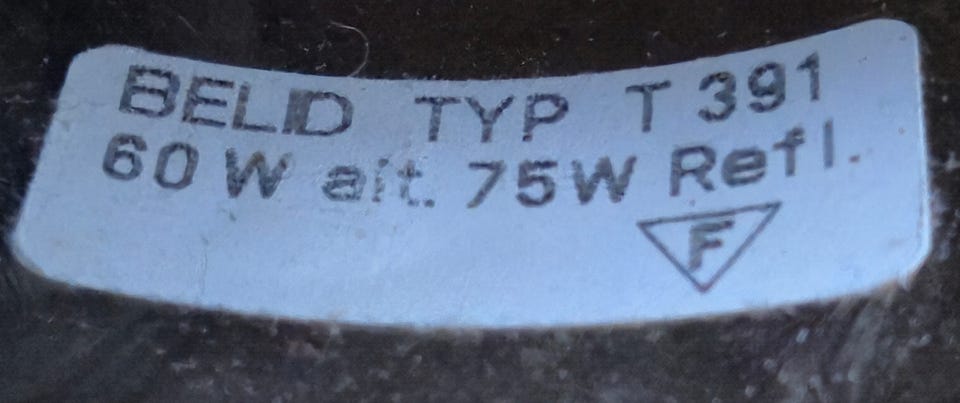 BELID TYP T 391
60 W alt. 75W Refl.
F